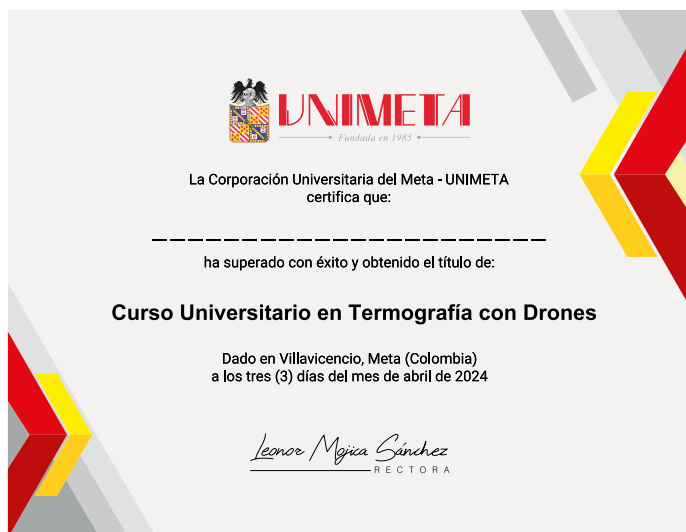 UNIMETA
Fundada en 1985
La Corporación Universitaria del Meta - UNIMETA
certifica que:
ha superado con éxito y obtenido el título de:
Curso Universitario en Termografía con Drones
Dado en Villavicencio, Meta (Colombia)
a los tres (3) días del mes de abril de 2024
Leonor Mojica Sánchez
RECTORA